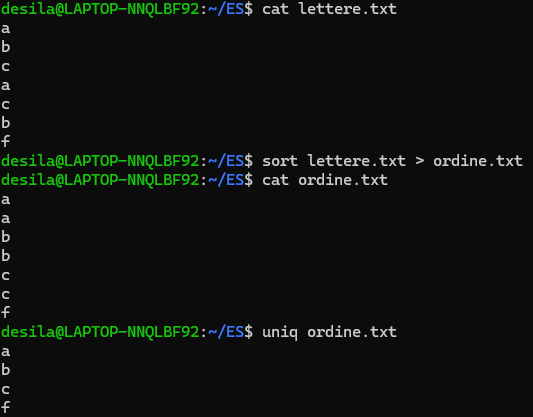 desila@LAPTOP-NNQLBF92:~/ES$ cat lettere.txt
a
b
c
a
c
b
f
desila@LAPTOP-NNQLBF92:~/ES$ sort lettere.txt > ordine.txt
desila@LAPTOP-NNQLBF92:~/ES$ cat ordine.txt
a
a
b
b
c
c
f
desila@LAPTOP-NNQLBF92:~/ES$ uniq ordine.txt
a
b
c
f